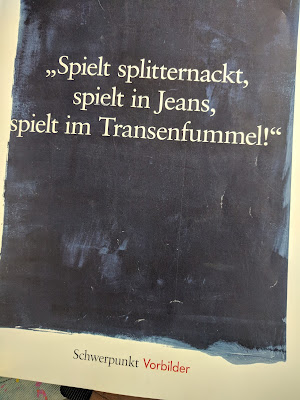 „Spielt splitternackt,
spielt in Jeans,
spielt im Transenfummel!“
Schwerpunkt Vorbilder